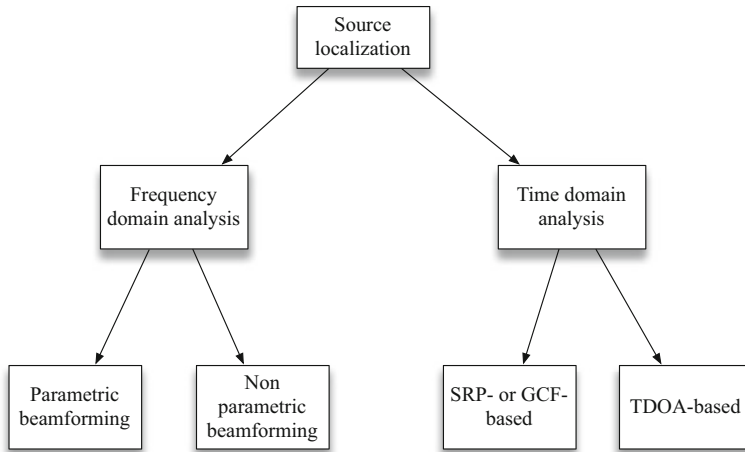 Source
localization
Frequency
domain analysis
Time domain
analysis
Parametric
beamforming
Non
parametric
beamforming
SRP- or GCF-
based
TDOA-based